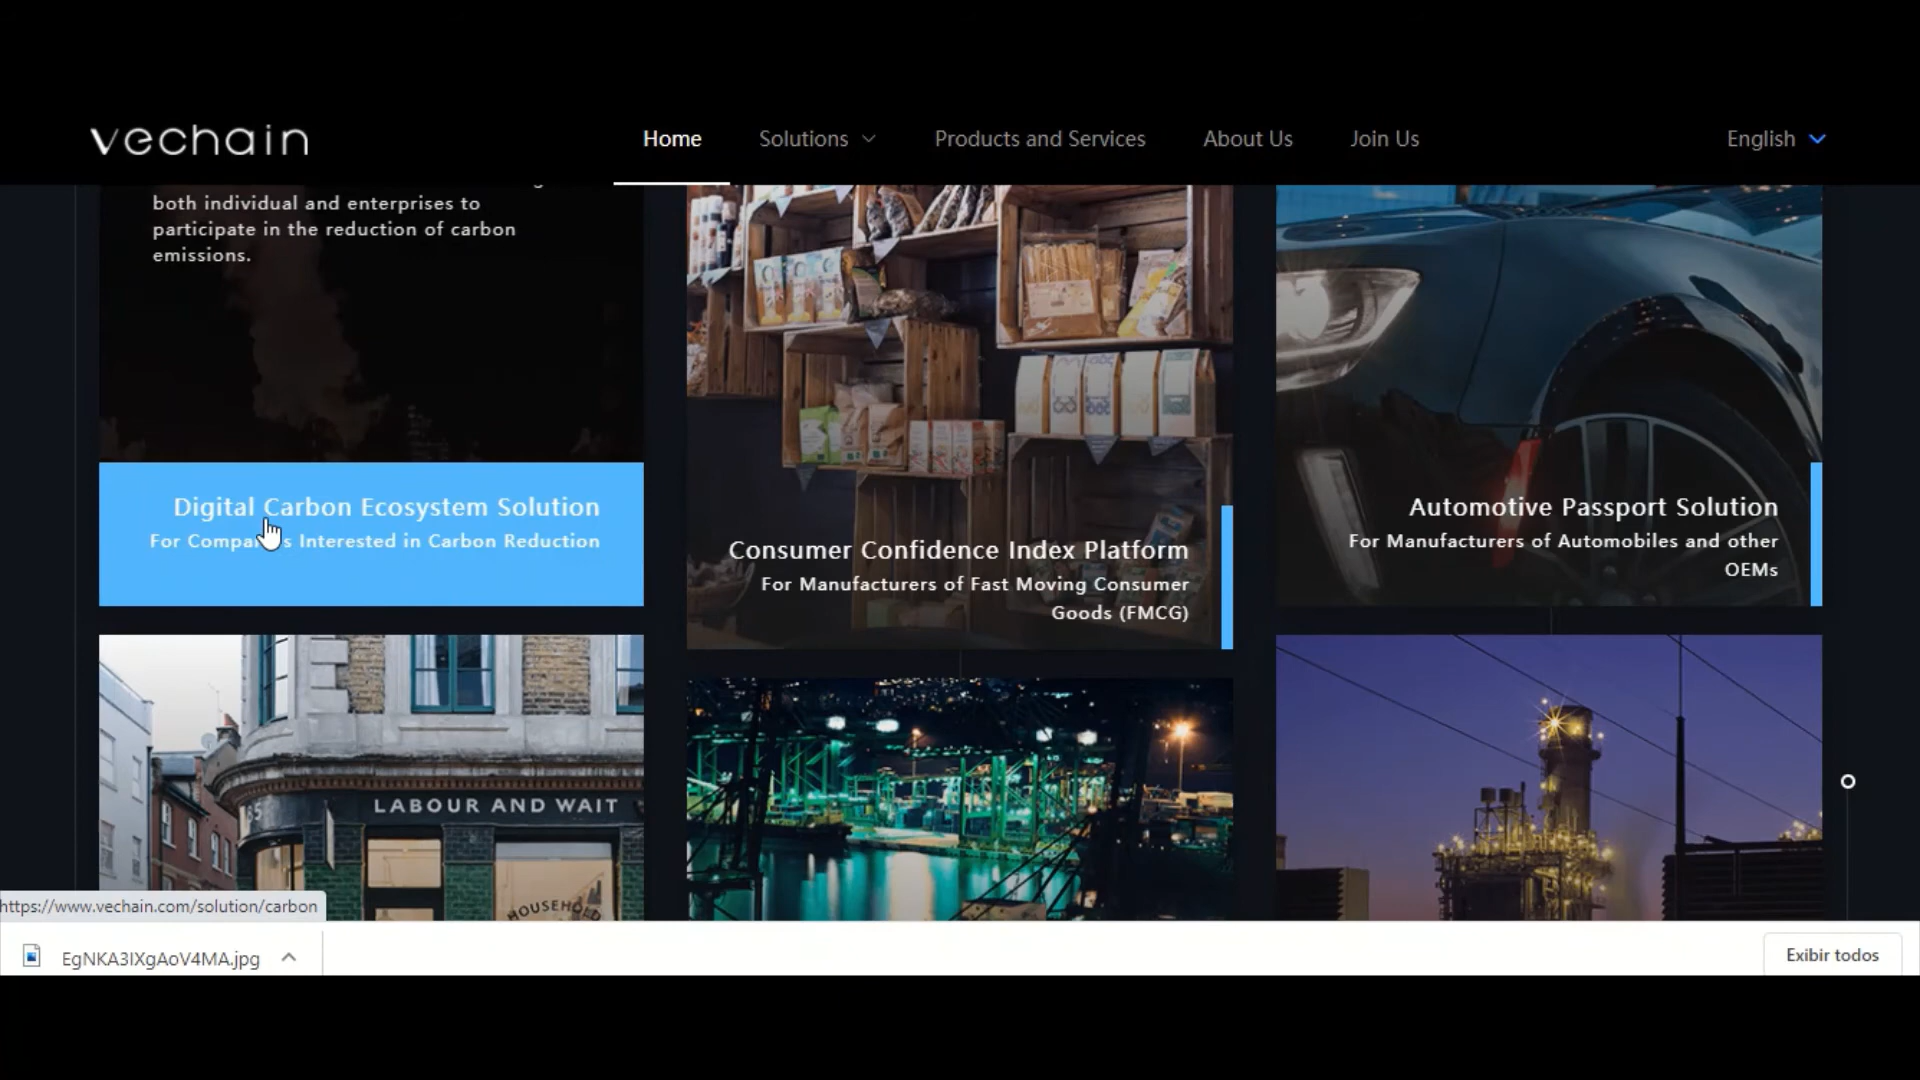 vechain
Home
Solutions
Products and Services
About Us
Join Us
English
both individual and enterprises to
participate in the reduction of carbon
emissions.
Digital Carbon Ecosystem Solution
For Interested in Carbon Reduction
Consumer Confidence Index Platform
For Manufacturers of Fast Moving Consumer
Goods (FMCG)
Automotive Passport Solution
For Manufacturers of Automobiles and other
OEMs
LABOUR AND WAIT
HOUSEHOLD
https://www.vechain.com/solution/carbon
EgNKA3IXgAoV4MA.jpg
Exibir todos